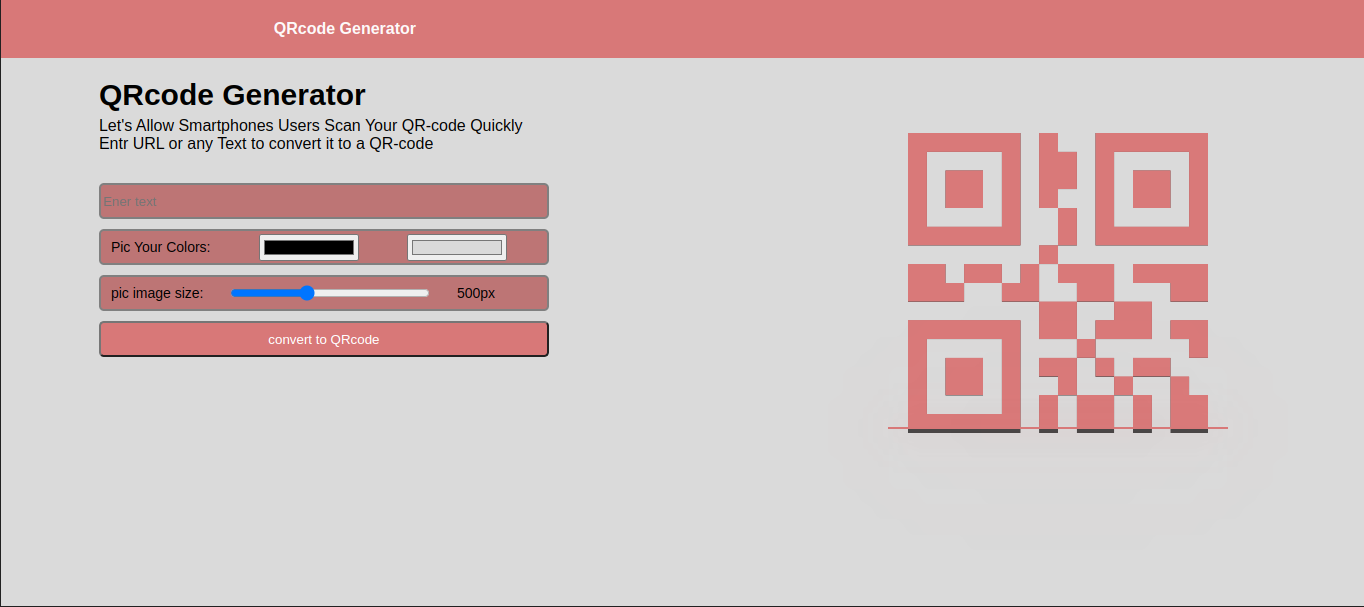 QRcode Generator
QRcode Generator
Let's Allow Smartphones Users Scan Your QR-code Quickly
Entr URL or any Text to convert it to a QR-code
Ener text
Pic Your Colors:
pic image size: 500px
convert to QRcode